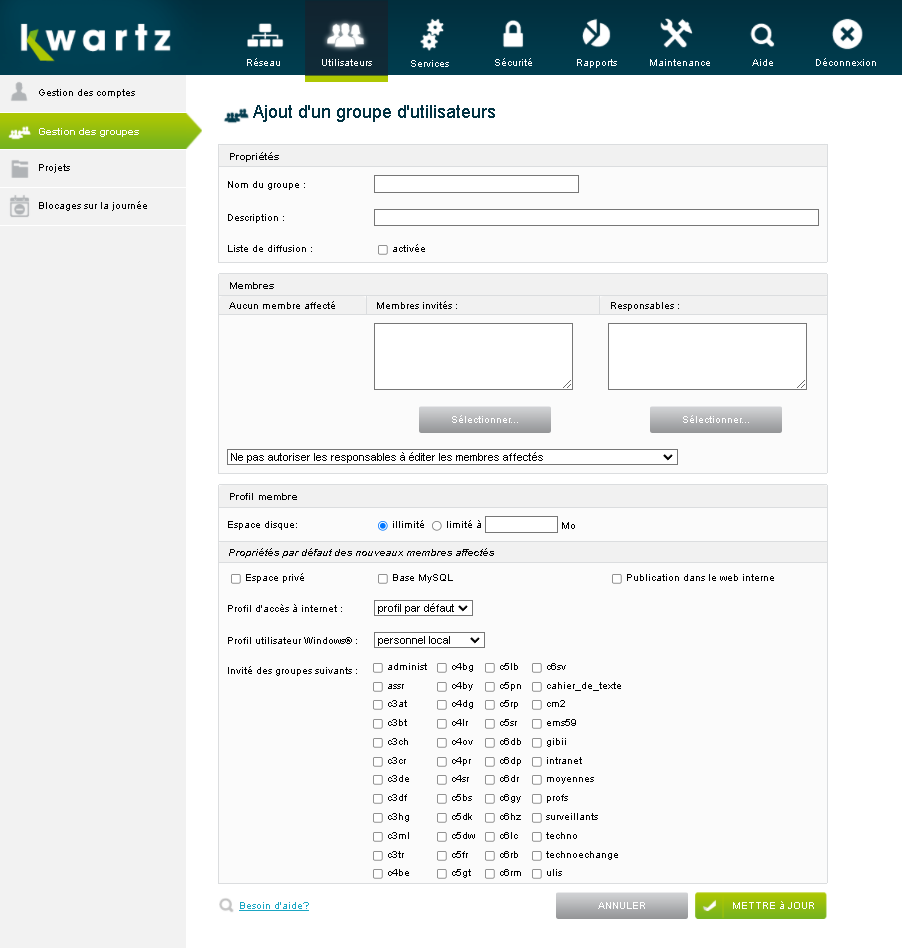 kwartz
Réseau Utilisateurs Services Sécurité Rapports Maintenance Aide Déconnexion
Gestion des comptes
Gestion des groupes
Projets
Blocages sur la journée
Ajout d'un groupe d'utilisateurs
Propriétés
Nom du groupe :
Description :
Liste de diffusion : activée
Membres
Aucun membre affecté Membres invités : Responsables :
Sélectionner... Sélectionner...
Ne pas autoriser les responsables à éditer les membres affectés
Profil membre
Espace disque: illimité limité à Mo
Propriétés par défaut des nouveaux membres affectés
Espace privé Base MySQL Publication dans le web interne
Profil d'accès à internet : profil par défaut
Profil utilisateur Windows® : personnel local
Invité des groupes suivants : administ c4bg c5lb c6sv
assr c4by c5pn cahier_de_texte
c3at c4dg c5rp cm2
c3bt c4lr c5sr ems59
c3ch c4ov c6db gibii
c3cr c4pr c6dp intranet
c3de c4sr c6dr moyennes
c3df c5bs c6gy profs
c3hg c5dk c6hz surveillants
c3ml c5dw c6lc techno
c3tr c5fr c6rb technoechange
c4be c5gt c6rm ulis
Besoin d'aide? ANNULER METTRE à JOUR